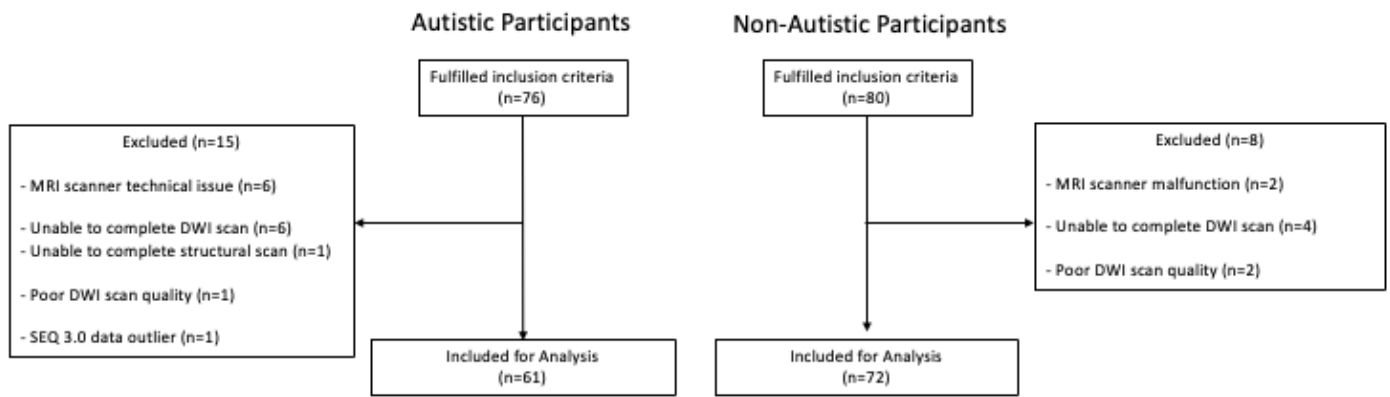 Autistic Participants
Non-Autistic Participants
Fulfilled inclusion criteria
(n=76)
Fulfilled inclusion criteria
(n=80)
Excluded (n=15)
- MRI scanner technical issue (n=6)
- Unable to complete DWI scan (n=6)
- Unable to complete structural scan (n=1)
- Poor DWI scan quality (n=1)
- SEQ 3.0 data outlier (n=1)
Excluded (n=8)
- MRI scanner malfunction (n=2)
- Unable to complete DWI scan (n=4)
- Poor DWI scan quality (n=2)
Included for Analysis
(n=61)
Included for Analysis
(n=72)